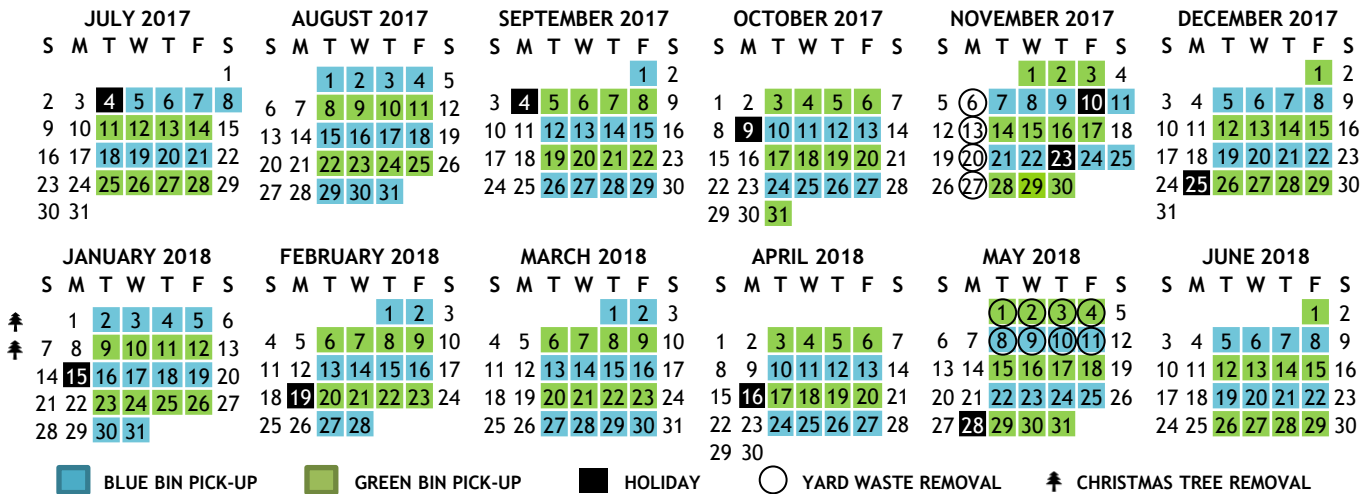 JULY 2017 AUGUST 2017 SEPTEMBER 2017 OCTOBER 2017 NOVEMBER 2017 DECEMBER 2017
S M T W T F S S M T W T F S S M T W T F S S M T W T F S S M T W T F S S M T W T F S
1 1 2 3 4 5 1 2 1 2 3 4 1 2
2 3 4 5 6 7 8 6 7 8 9 10 11 12 3 4 5 6 7 8 9 1 2 3 4 5 6 7 5 6 7 8 9 10 11 3 4 5 6 7 8 9
9 10 11 12 13 14 15 13 14 15 16 17 18 19 10 11 12 13 14 15 16 8 9 10 11 12 13 14 12 13 14 15 16 17 18 10 11 12 13 14 15 16
16 17 18 19 20 21 22 20 21 22 23 24 25 26 17 18 19 20 21 22 23 15 16 17 18 19 20 21 19 20 21 22 23 24 25 17 18 19 20 21 22 23
23 24 25 26 27 28 29 27 28 29 30 31 24 25 26 27 28 29 30 22 23 24 25 26 27 28 26 27 28 29 30 24 25 26 27 28 29 30
30 31 29 30 31 31
JANUARY 2018 FEBRUARY 2018 MARCH 2018 APRIL 2018 MAY 2018 JUNE 2018
S M T W T F S S M T W T F S S M T W T F S S M T W T F S S M T W T F S S M T W T F S
1 2 3 4 5 6 1 2 3 1 2 1 2 3 4 5 1 2
7 8 9 10 11 12 13 4 5 6 7 8 9 10 4 5 6 7 8 9 10 1 2 3 4 5 6 7 6 7 8 9 10 11 12 3 4 5 6 7 8 9
14 15 16 17 18 19 20 11 12 13 14 15 16 17 12 13 14 15 16 17 8 9 10 11 12 13 14 13 14 15 16 17 18 19 10 11 12 13 14 15 16
21 22 23 24 25 26 27 18 19 20 21 22 23 24 18 19 20 21 22 23 24 15 16 17 18 19 20 21 20 21 22 23 24 25 26 17 18 19 20 21 22 23
28 29 30 31 25 26 27 28 25 26 27 28 29 30 31 22 23 24 25 26 27 28 27 28 29 30 31 24 25 26 27 28 29 30
29 30
BLUE BIN PICK-UP GREEN BIN PICK-UP HOLIDAY YARD WASTE REMOVAL CHRISTMAS TREE REMOVAL